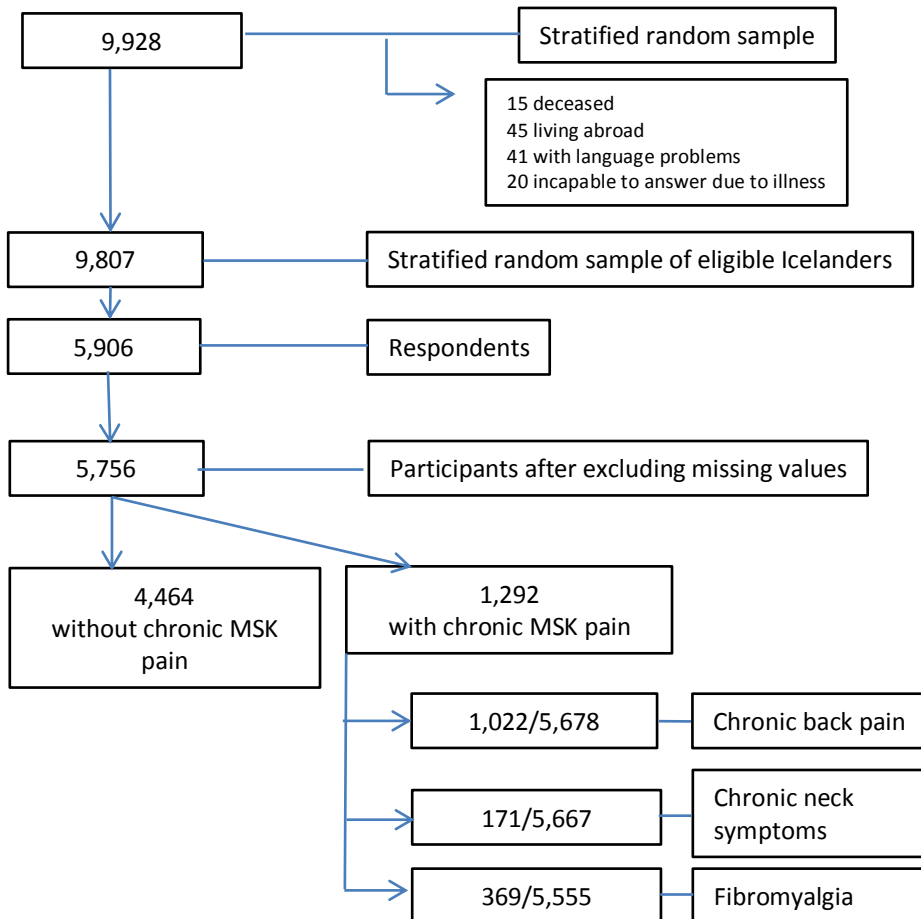 9,928
Stratified random sample
15 deceased
45 living abroad
41 with language problems
20 incapable to answer due to illness
9,807
Stratified random sample of eligible Icelanders
5,906
Respondents
5,756
Participants after excluding missing values
4,464
without chronic MSK
pain
1,292
with chronic MSK pain
1,022/5,678
Chronic back pain
171/5,667
Chronic neck
symptoms
369/5,555
Fibromyalgia